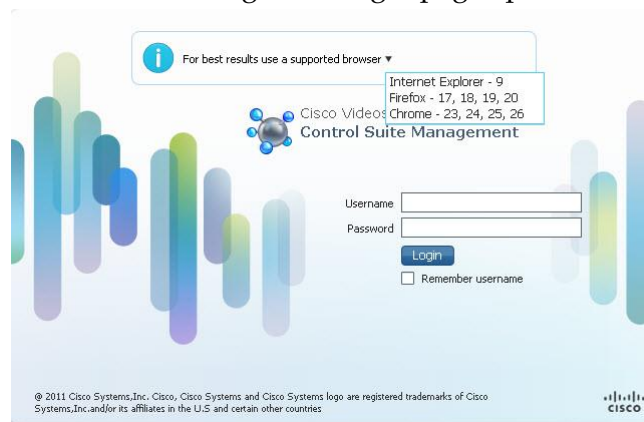 For best results use a supported browser ▾
Internet Explorer - 9
Firefox - 17, 18, 19, 20
Chrome - 23, 24, 25, 26
Cisco Videos
Control Suite Management
Username
Password
Login
Remember username
@ 2011 Cisco Systems,Inc. Cisco, Cisco Systems and Cisco Systems logo are registered trademarks of Cisco
Systems,Inc.and/or its affiliates in the U.S and certain other countries
CISCO